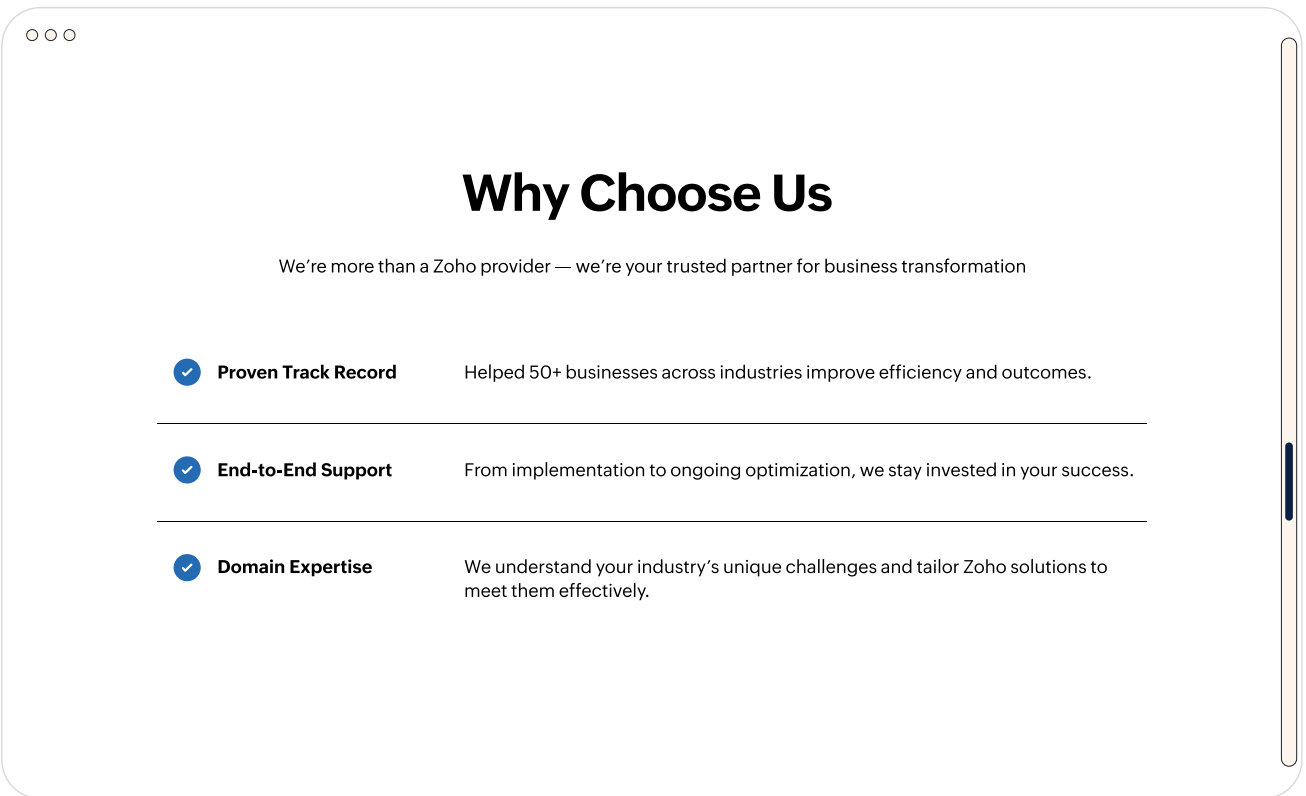 Why Choose Us
We’re more than a Zoho provider — we’re your trusted partner for business transformation
Proven Track Record
Helped 50+ businesses across industries improve efficiency and outcomes.
End-to-End Support
From implementation to ongoing optimization, we stay invested in your success.
Domain Expertise
We understand your industry’s unique challenges and tailor Zoho solutions to
meet them effectively.